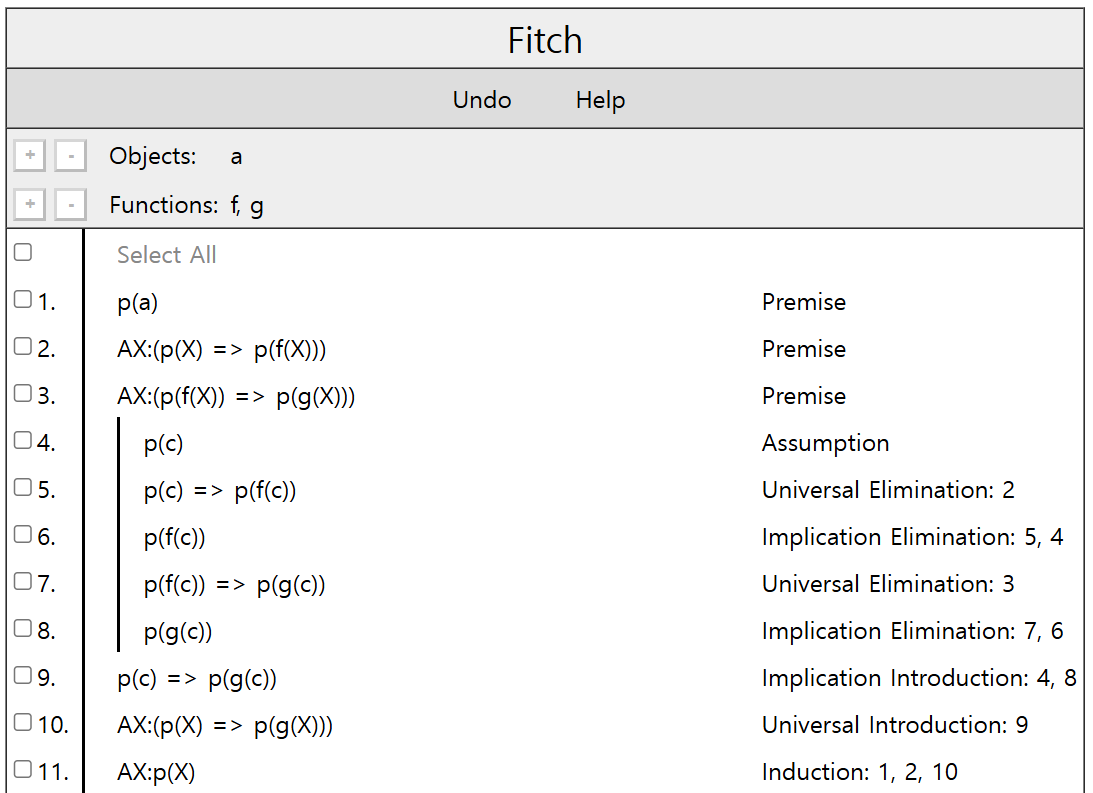 Fitch
Undo Help
+ - Objects: a
+ - Functions: f, g
Select All
1. p(a) Premise
2. AX:(p(X) => p(f(X))) Premise
3. AX:(p(f(X)) => p(g(X))) Premise
4. p(c) Assumption
5. p(c) => p(f(c)) Universal Elimination: 2
6. p(f(c)) Implication Elimination: 5, 4
7. p(f(c)) => p(g(c)) Universal Elimination: 3
8. p(g(c)) Implication Elimination: 7, 6
9. p(c) => p(g(c)) Implication Introduction: 4, 8
10. AX:(p(X) => p(g(X))) Universal Introduction: 9
11. AX:p(X) Induction: 1, 2, 10